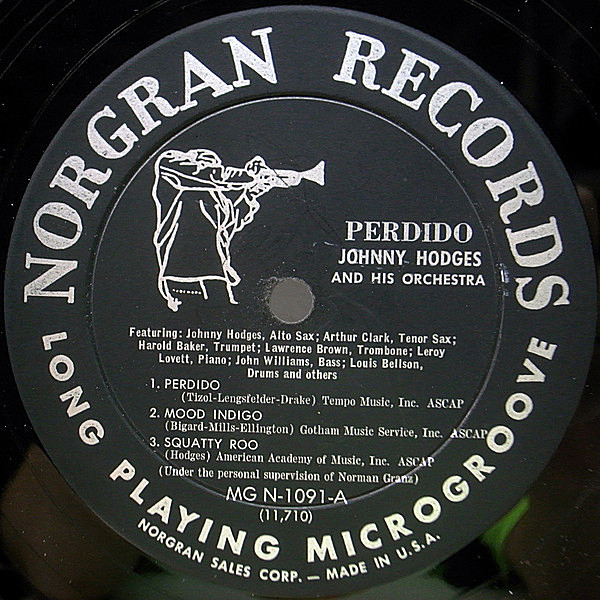 NORGRAN RECORDS
PERDIDO
JOHNNY HODGES
AND HIS ORCHESTRA
Featuring: Johnny Hodges, Alto Sax; Arthur Clark, Tenor Sax;
Harold Baker, Trumpet; Lawrence Brown, Trombone; Leroy
Lovett, Piano; John Williams, Bass; Louis Bellson,
Drums and others
1. PERDIDO
(Tizol-Lengsfelder-Drake) Tempo Music, Inc. ASCAP
2. MOOD INDIGO
(Bigard-Mills-Ellington) Gotham Music Service, Inc. ASCAP
3. SQUATTY ROO
(Hodges) American Academy of Music, Inc. ASCAP
(Under the personal supervision of Norman Granz)
MG N-1091-A
(11,710)
LONG PLAYING MICROGROOVE
NORGRAN SALES CORP. — MADE IN U.S.A.